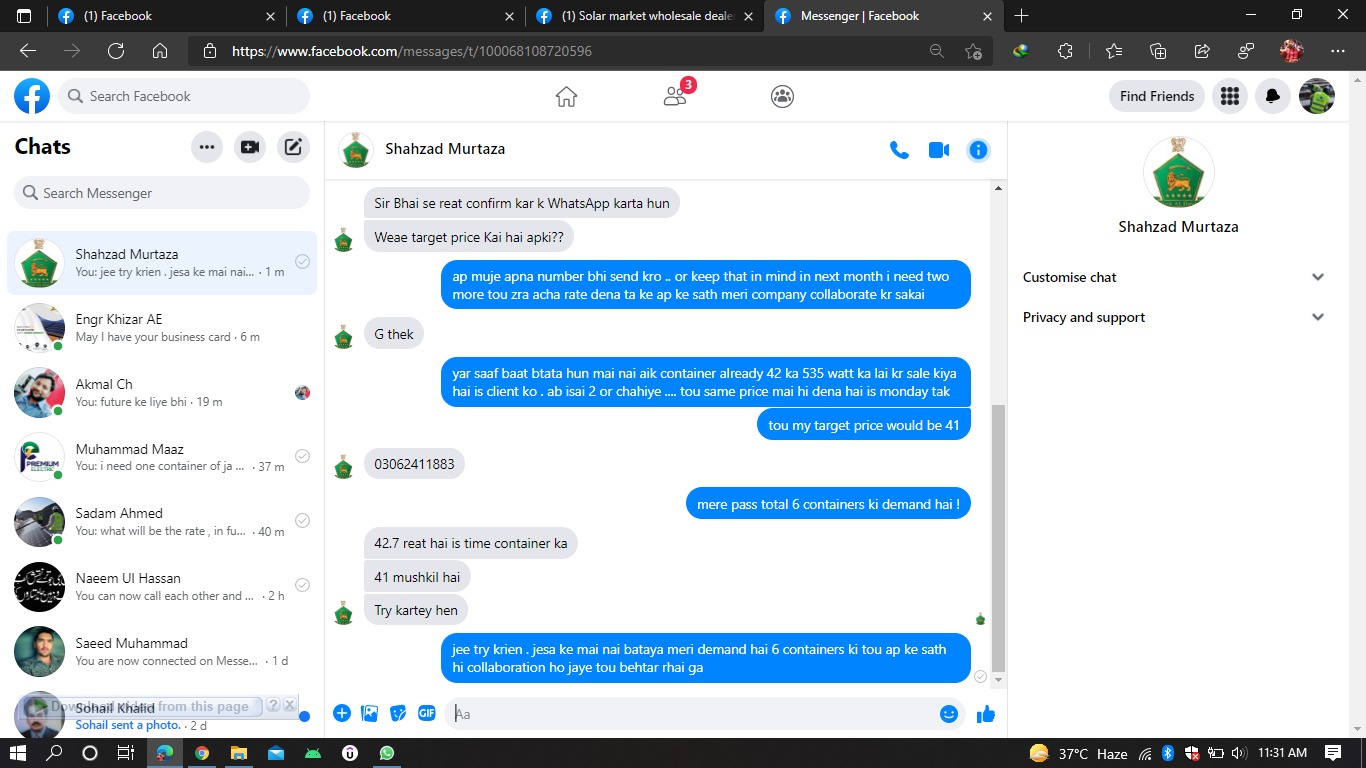 (1) Facebook
(1) Facebook
(1) Solar market wholesale deale
Messenger | Facebook
https://www.facebook.com/messages/t/100068108720596
Search Facebook
3
Find Friends
Chats
Search Messenger
Shahzad Murtaza
You: jee try krien . jesa ke mai nai... · 1 m
Engr Khizar AE
May I have your business card · 6 m
Akmal Ch
You: future ke liye bhi · 19 m
Muhammad Maaz
You: i need one container of ja ... · 37 m
PREMIUM
Sadam Ahmed
You: what will be the rate , in fu... · 40 m
Naeem Ul Hassan
You can now call each other and ... · 2 h
Saeed Muhammad
You are now connected on Messe... · 1 d
Sohail Khalid
Download video from this page ?
Sohail sent a photo. · 2 d
Shahzad Murtaza
Sir Bhai se reat confirm kar k WhatsApp karta hun
Weae target price Kai hai apki??
ap muje apna number bhi send kro .. or keep that in mind in next month i need two
more tou zra acha rate dena ta ke ap ke sath meri company collaborate kr sakai
G thek
yar saaf baat btata hun mai nai aik container already 42 ka 535 watt ka lai kr sale kiya
hai is client ko . ab isai 2 or chahiye .... tou same price mai hi dena hai is monday tak
tou my target price would be 41
03062411883
mere pass total 6 containers ki demand hai !
42.7 reat hai is time container ka
41 mushkil hai
Try kartey hen
jee try krien . jesa ke mai nai bataya meri demand hai 6 containers ki tou ap ke sath
hi collaboration ho jaye tou behtar rhai ga
GIF
Aa
Shahzad Murtaza
Customise chat
Privacy and support
37°C Haze
11:31 AM